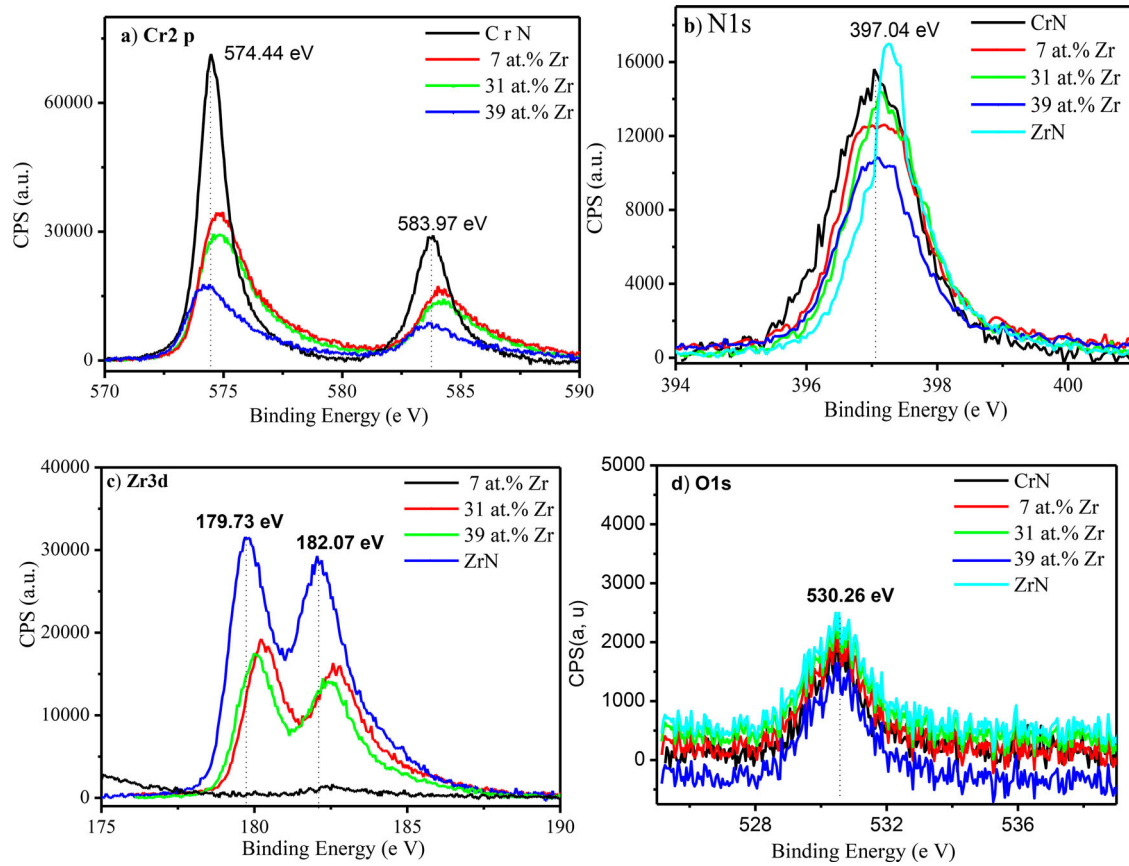 a) Cr2 p
574.44 eV
583.97 eV
C r N
7 at.% Zr
31 at.% Zr
39 at.% Zr
CPS (a.u.)
60000
30000
0
570
575
580
585
590
Binding Energy (e V)
b) N1s
397.04 eV
CrN
7 at.% Zr
31 at.% Zr
39 at.% Zr
ZrN
CPS (a.u.)
16000
12000
8000
4000
0
394
396
398
400
Binding Energy (e V)
c) Zr3d
179.73 eV
182.07 eV
7 at.% Zr
31 at.% Zr
39 at.% Zr
ZrN
CPS (a.u.)
40000
30000
20000
10000
0
175
180
185
190
Binding Energy (e V)
d) O1s
530.26 eV
CrN
7 at.% Zr
31 at.% Zr
39 at.% Zr
ZrN
CPS(a, u)
5000
4000
3000
2000
1000
0
528
532
536
Binding Energy (e V)